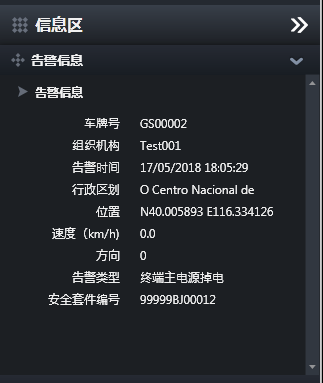 信息区
告警信息
告警信息
车牌号 GS00002
组织机构 Test001
告警时间 17/05/2018 18:05:29
行政区划 O Centro Nacional de
位置 N40.005893 E116.334126
速度（km/h) 0.0
方向 0
告警类型 终端主电源掉电
安全套件编号 99999BJ00012